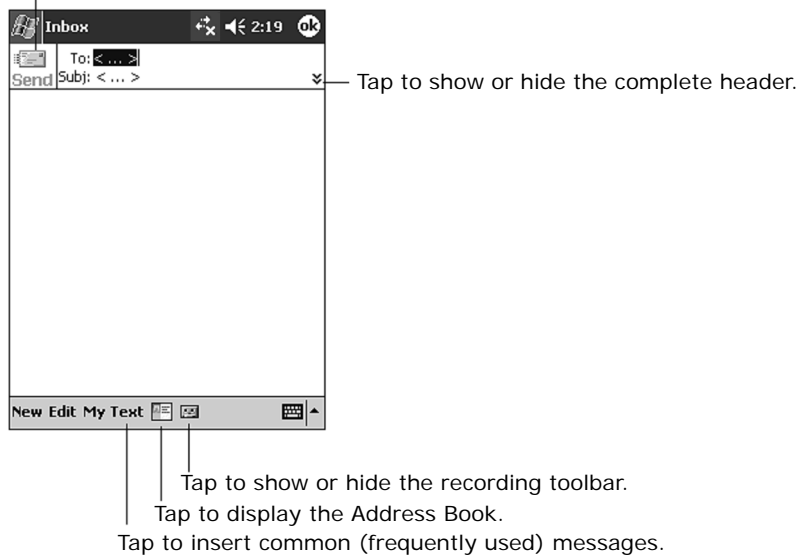 Inbox 2:19 ok
To: < ... >
Send Subj: < ... >
Tap to show or hide the complete header.
New Edit My Text
Tap to show or hide the recording toolbar.
Tap to display the Address Book.
Tap to insert common (frequently used) messages.